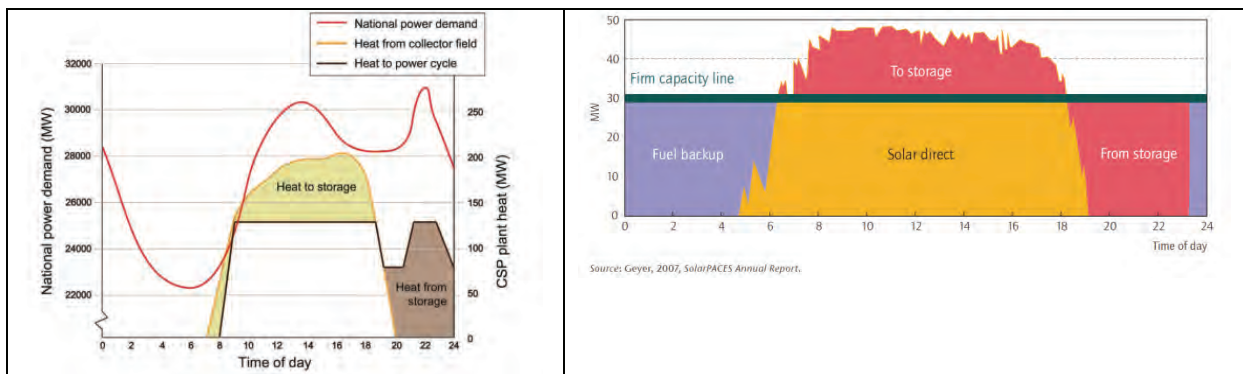 National power demand
Heat from collector field
Heat to power cycle
32000
30000
28000
26000
24000
22000
National power demand (MW)
250
200
150
100
50
0
CSP plant heat (MW)
Heat to storage
Heat from
storage
0 2 4 6 8 10 12 14 16 18 20 22 24
Time of day
50
40
30
20
10
0
MW
Firm capacity line
To storage
Fuel backup
Solar direct
From storage
0 2 4 6 8 10 12 14 16 18 20 22 24
Time of day
Source: Geyer, 2007, SolarPACES Annual Report.